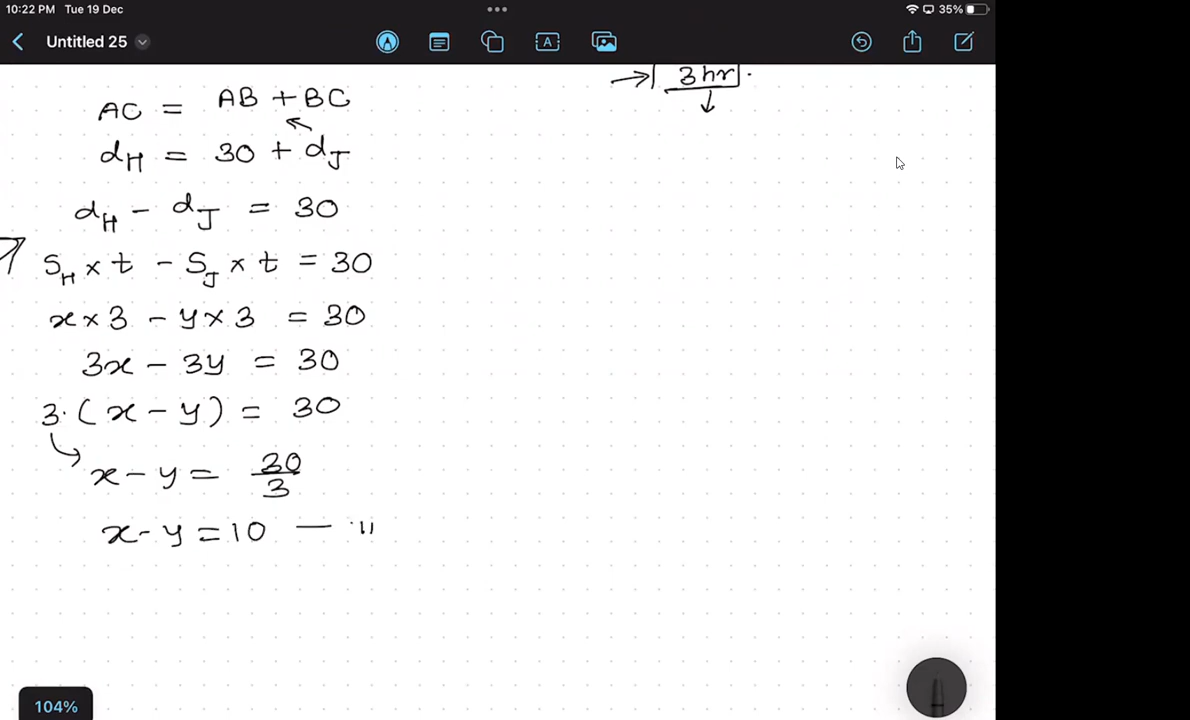 10:22 PM Tue 19 Dec
35%
Untitled 25
→ 3 hr.
AC = AB + BC
dH = 30 + dJ
dH - dJ = 30
SH × t - SJ × t = 30
x × 3 - y × 3 = 30
3x - 3y = 30
3·(x - y) = 30
x - y = 30/3
x - y = 10 —
104%